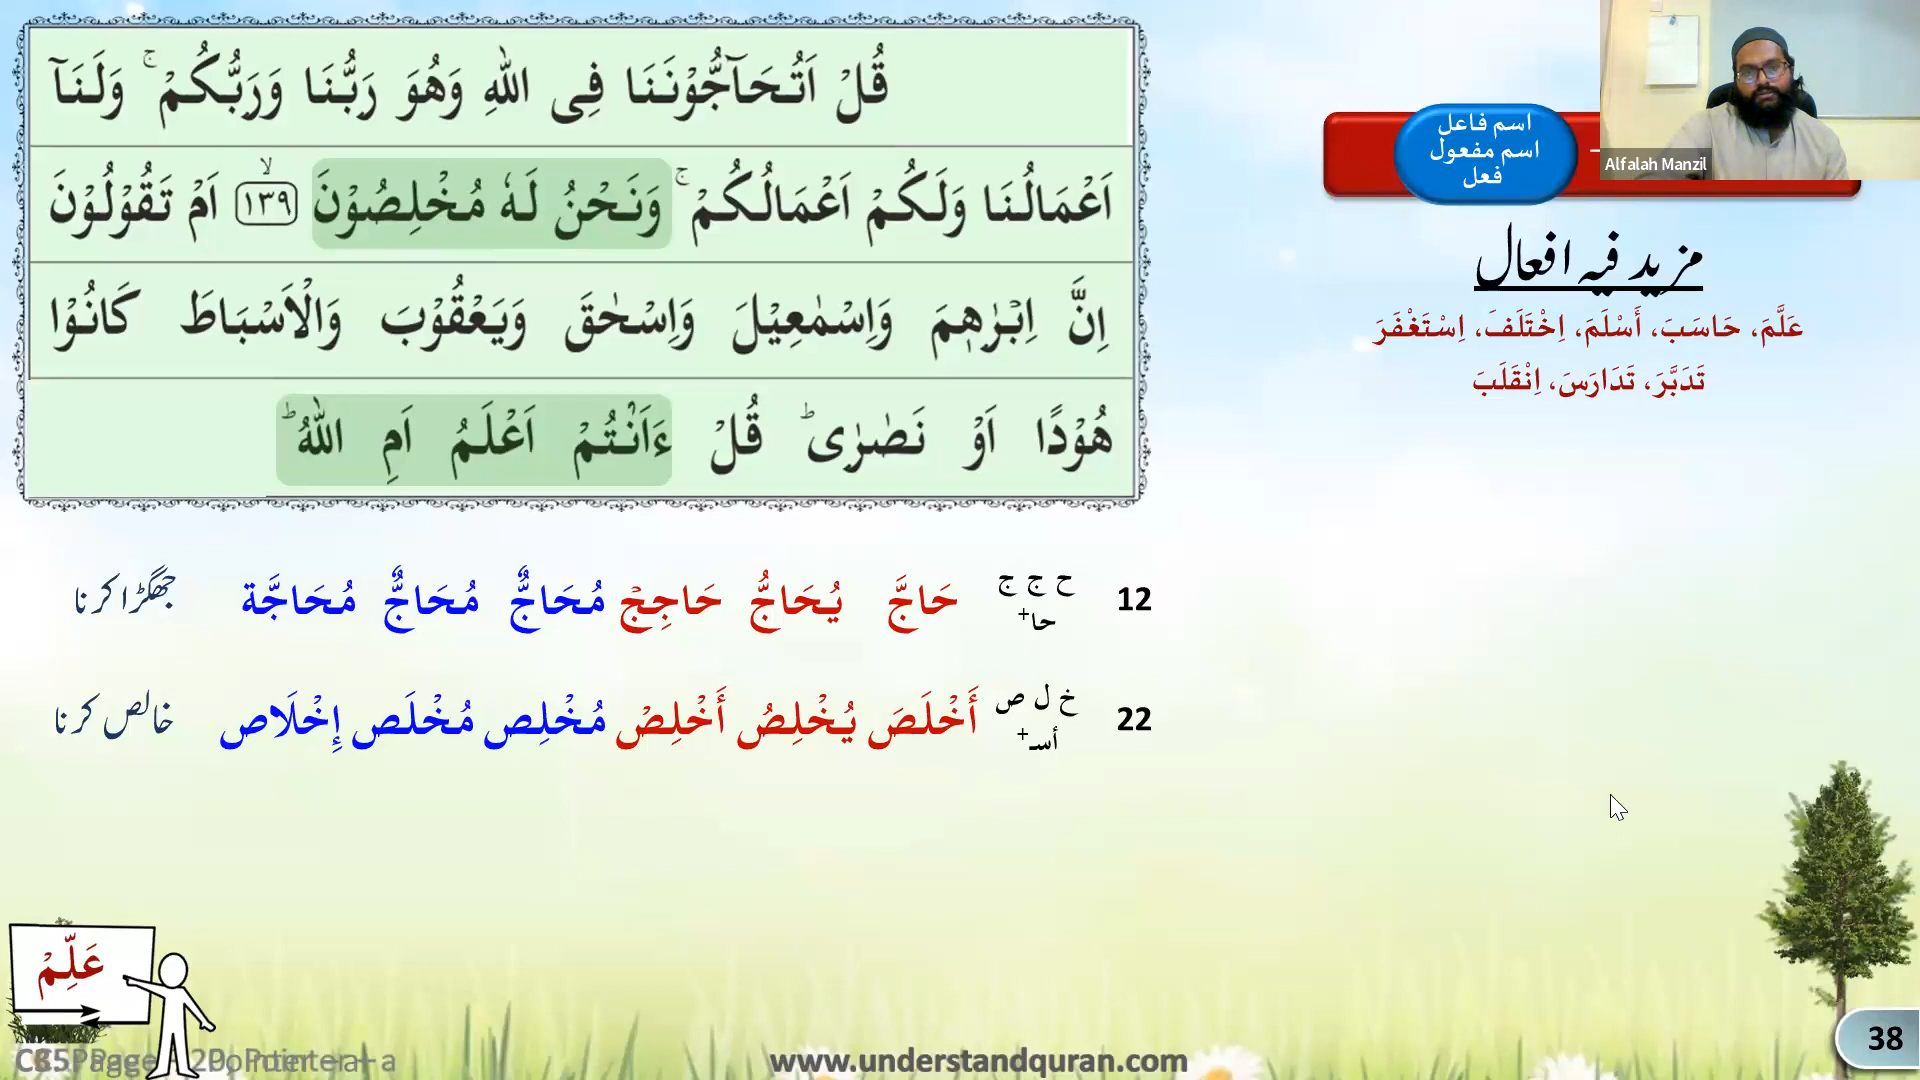 قُلْ اَتُحَآجُّوْنَنَا فِی اللّٰهِ وَهُوَ رَبُّنَا وَرَبُّكُمْ ۚ وَلَنَآ
اَعْمَالُنَا وَلَكُمْ اَعْمَالُكُمْ ۚ وَنَحْنُ لَهٗ مُخْلِصُوْنَ ۙ ١٣٩ اَمْ تَقُوْلُوْنَ
اِنَّ اِبْرٰهٖمَ وَاِسْمٰعِیْلَ وَاِسْحٰقَ وَیَعْقُوْبَ وَالْاَسْبَاطَ كَانُوْا
هُوْدًا اَوْ نَصٰرٰی ؕ قُلْ ءَاَنْتُمْ اَعْلَمُ اَمِ اللّٰهُ ؕ
اسم فاعل
اسم مفعول
فعل
Alfalah Manzil
مزید فیہ افعال
عَلَّمَ، حَاسَبَ، أَسْلَمَ، اِخْتَلَفَ، اِسْتَغْفَرَ
تَدَبَّرَ، تَدَارَسَ، اِنْقَلَبَ
12 ح ج ج حا+ حَاجَّ يُحَاجُّ حَاجِجْ مُحَاجٌّ مُحَاجٌّ مُحَاجَّة جھگڑا کرنا
22 خ ل ص أسـ+ أَخْلَصَ يُخْلِصُ أَخْلِصْ مُخْلِص مُخْلَص إِخْلَاص خالص کرنا
عَلِّمْ
www.understandquran.com
38